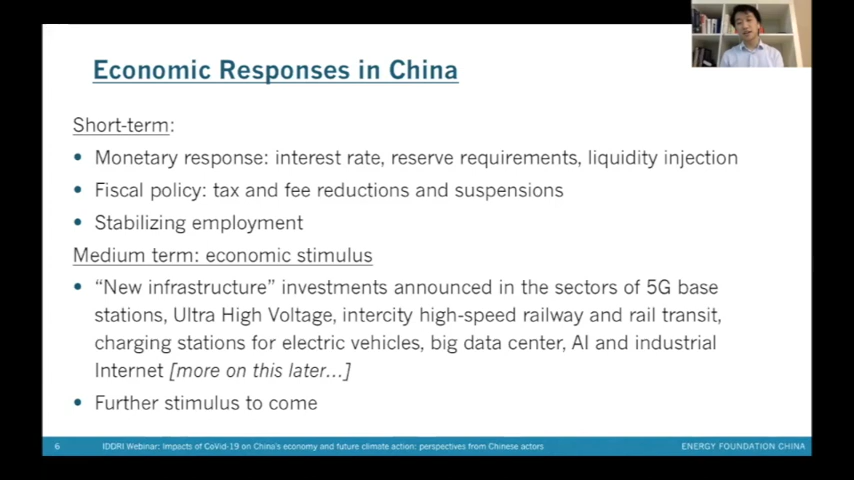 Economic Responses in China
Short-term:
• Monetary response: interest rate, reserve requirements, liquidity injection
• Fiscal policy: tax and fee reductions and suspensions
• Stabilizing employment
Medium term: economic stimulus
• “New infrastructure” investments announced in the sectors of 5G base
stations, Ultra High Voltage, intercity high-speed railway and rail transit,
charging stations for electric vehicles, big data center, AI and industrial
Internet [more on this later…]
• Further stimulus to come
6 IDDRI Webinar: Impacts of CoVid-19 on China's economy and future climate action: perspectives from Chinese actors ENERGY FOUNDATION CHINA